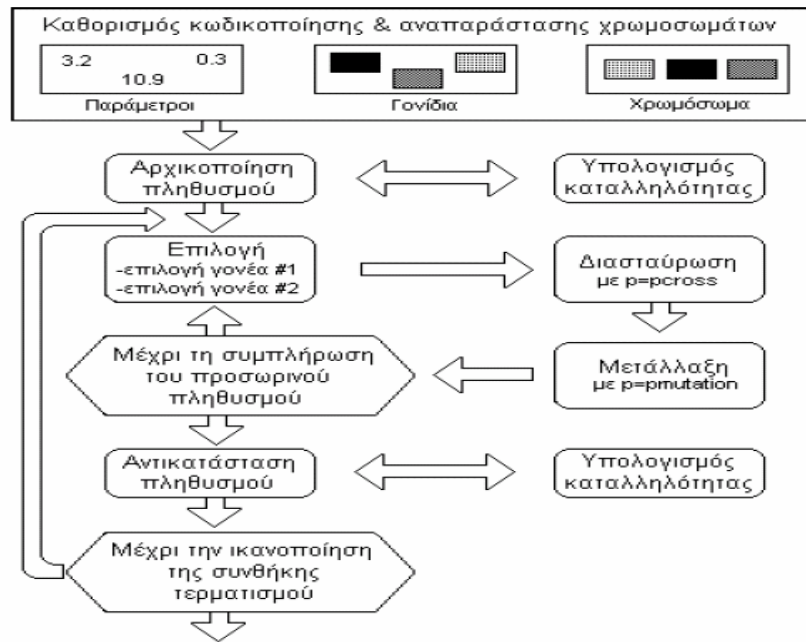 Καθορισμός κωδικοποίησης & αναπαράστασης χρωμοσωμάτων
3.2
0.3
10.9
Παράμετροι
Γονίδια
Χρωμόσωμα
Αρχικοποίηση
πληθυσμού
Υπολογισμός
καταλληλότητας
Επιλογή
-επιλογή γονέα #1
-επιλογή γονέα #2
Διασταύρωση
με p=pcross
Μέχρι τη συμπλήρωση
του προσωρινού
πληθυσμού
Μετάλλαξη
με p=pmutation
Αντικατάσταση
πληθυσμού
Υπολογισμός
καταλληλότητας
Μέχρι την ικανοποίηση
της συνθήκης
τερματισμού